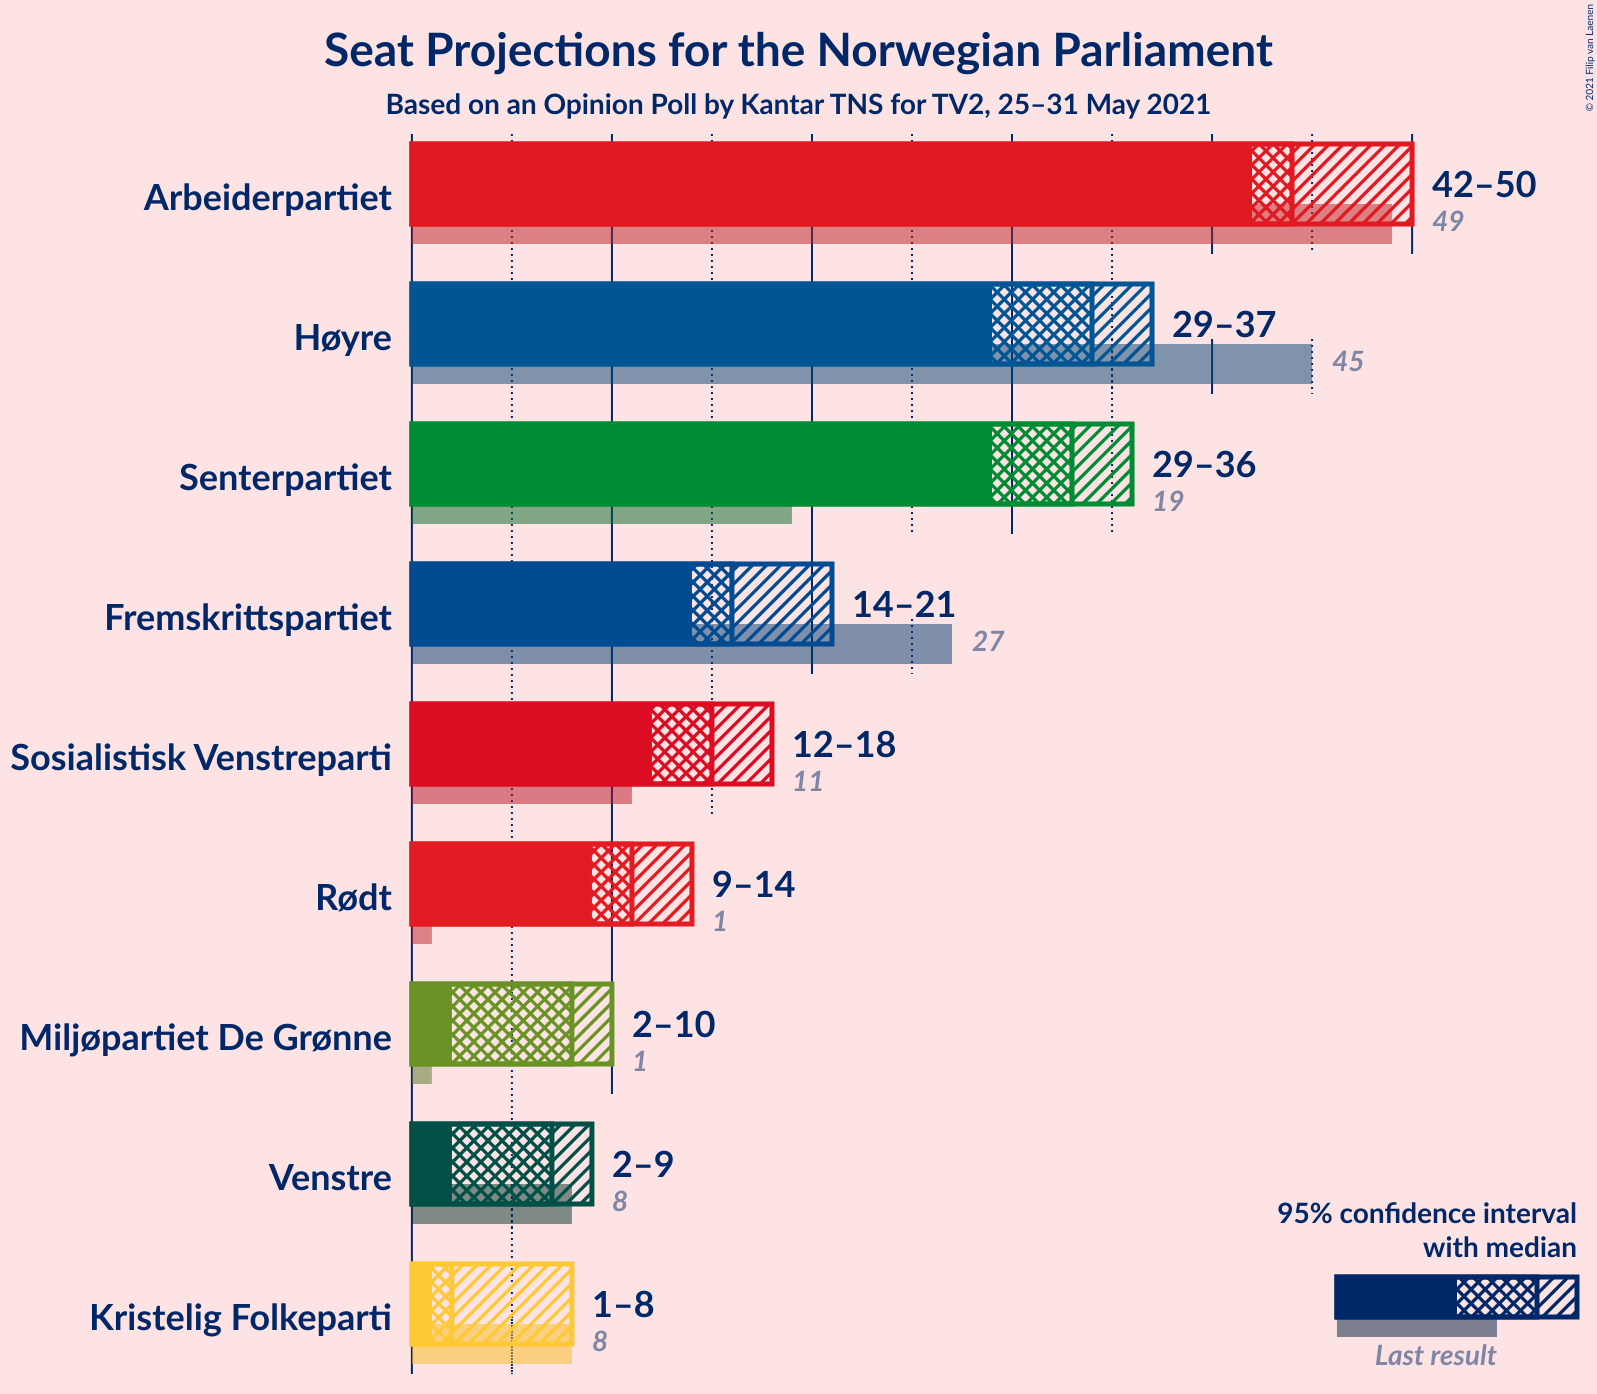 Seat Projections for the Norwegian Parliament
Based on an Opinion Poll by Kantar TNS for TV2, 25–31 May 2021
© 2021 Filip van Laenen
Arbeiderpartiet
42–50
49
Høyre
29–37
45
Senterpartiet
29–36
19
Fremskrittspartiet
14–21
27
Sosialistisk Venstreparti
12–18
11
Rødt
9–14
1
Miljøpartiet De Grønne
2–10
1
Venstre
2–9
8
Kristelig Folkeparti
1–8
8
95% confidence interval
with median
Last result